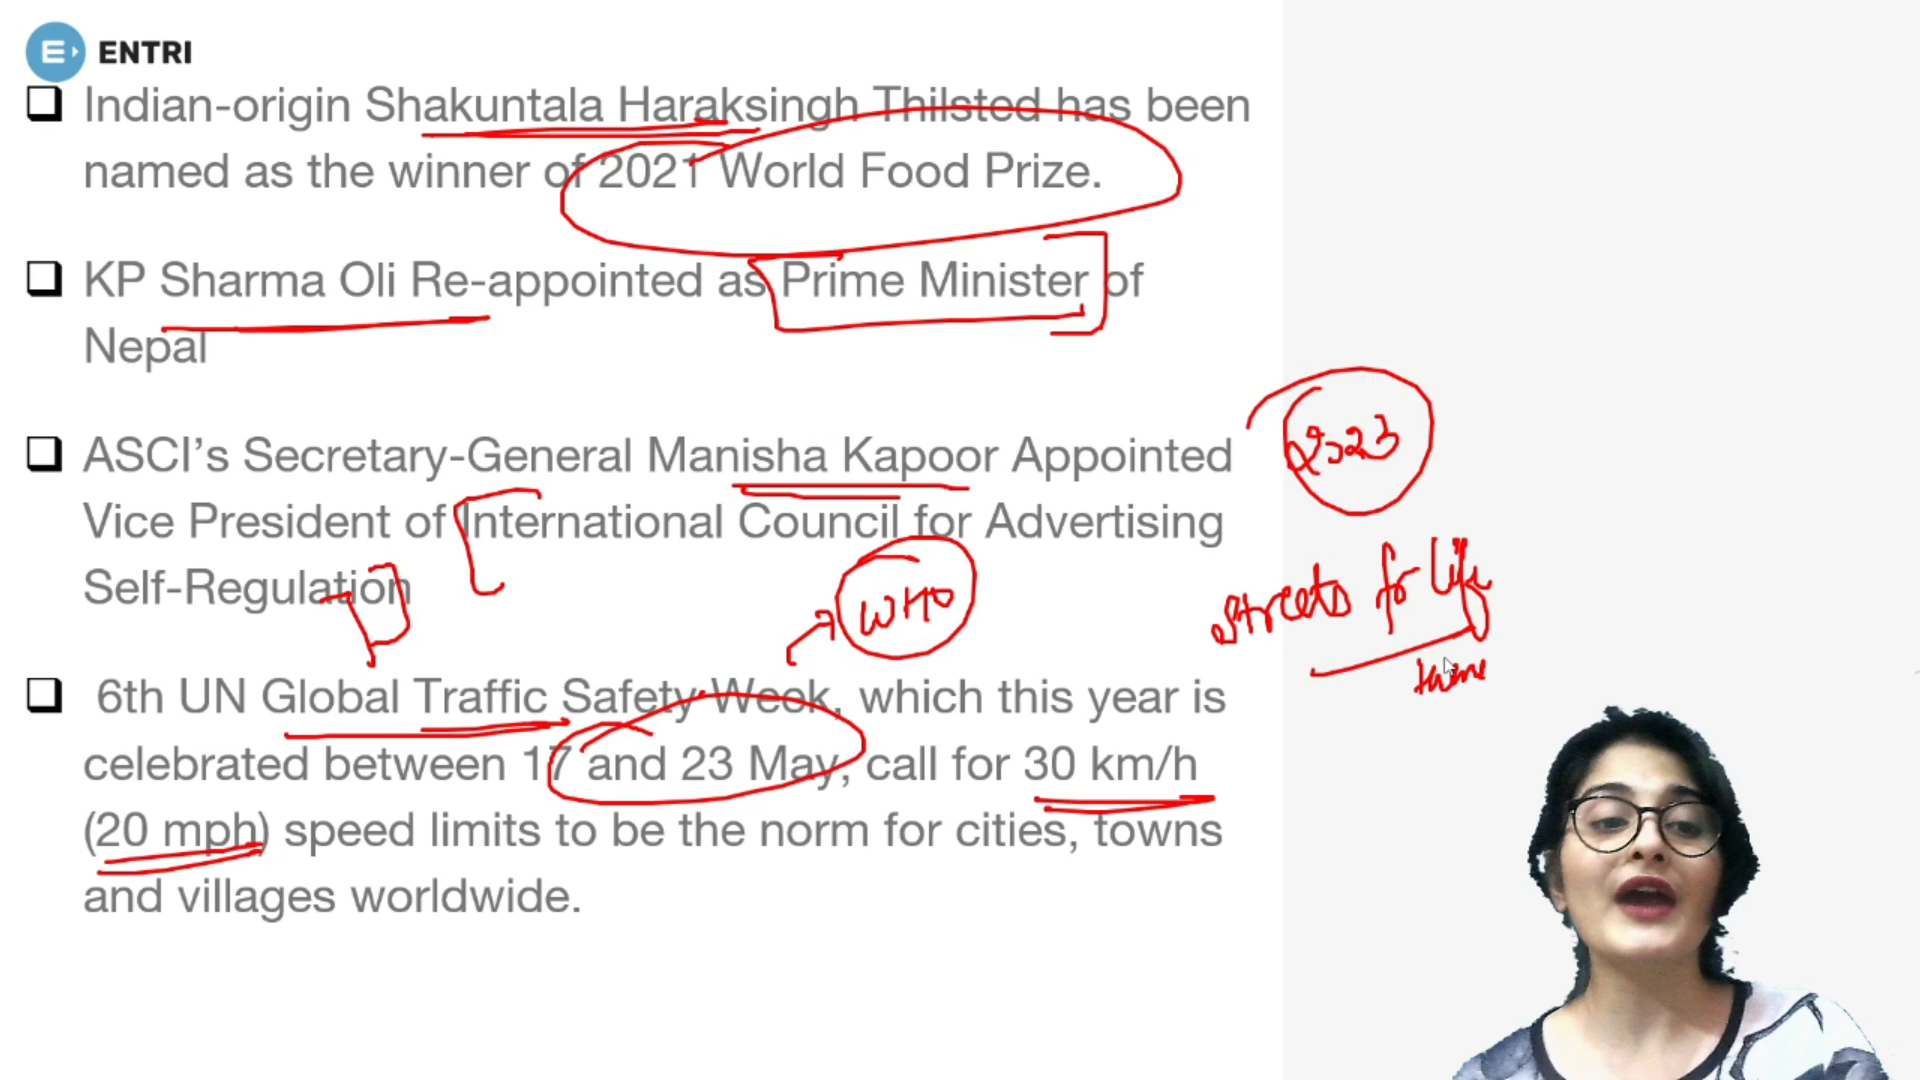 ENTRI
Indian-origin Shakuntala Haraksingh Thilsted has been
named as the winner of 2021 World Food Prize.
KP Sharma Oli Re-appointed as Prime Minister of
Nepal
ASCI’s Secretary-General Manisha Kapoor Appointed
Vice President of International Council for Advertising
Self-Regulation
6th UN Global Traffic Safety Week, which this year is
celebrated between 17 and 23 May, call for 30 km/h
(20 mph) speed limits to be the norm for cities, towns
and villages worldwide.
2023
WHO
Streets for life